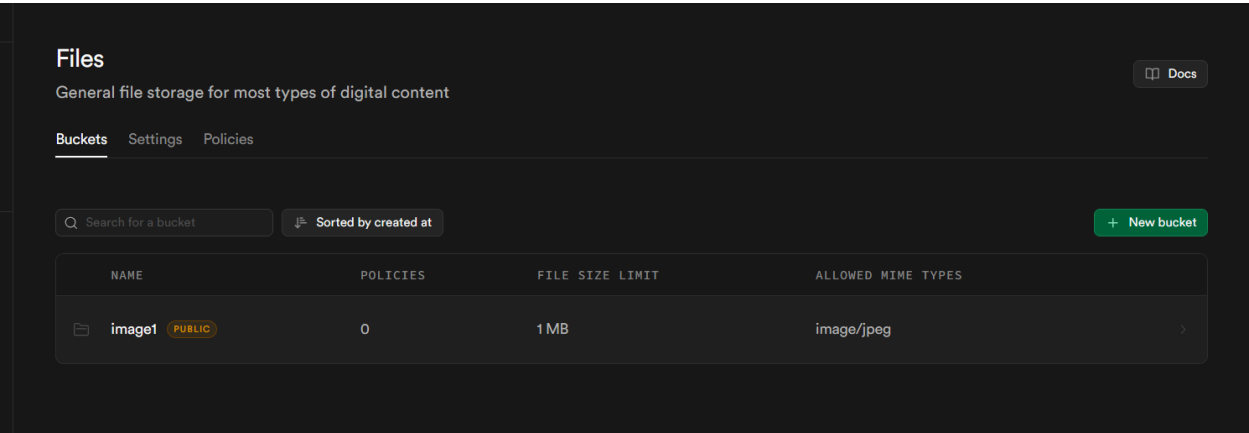 Files
Docs
General file storage for most types of digital content
Buckets Settings Policies
Search for a bucket Sorted by created at + New bucket
NAME POLICIES FILE SIZE LIMIT ALLOWED MIME TYPES
image1 PUBLIC 0 1 MB image/jpeg